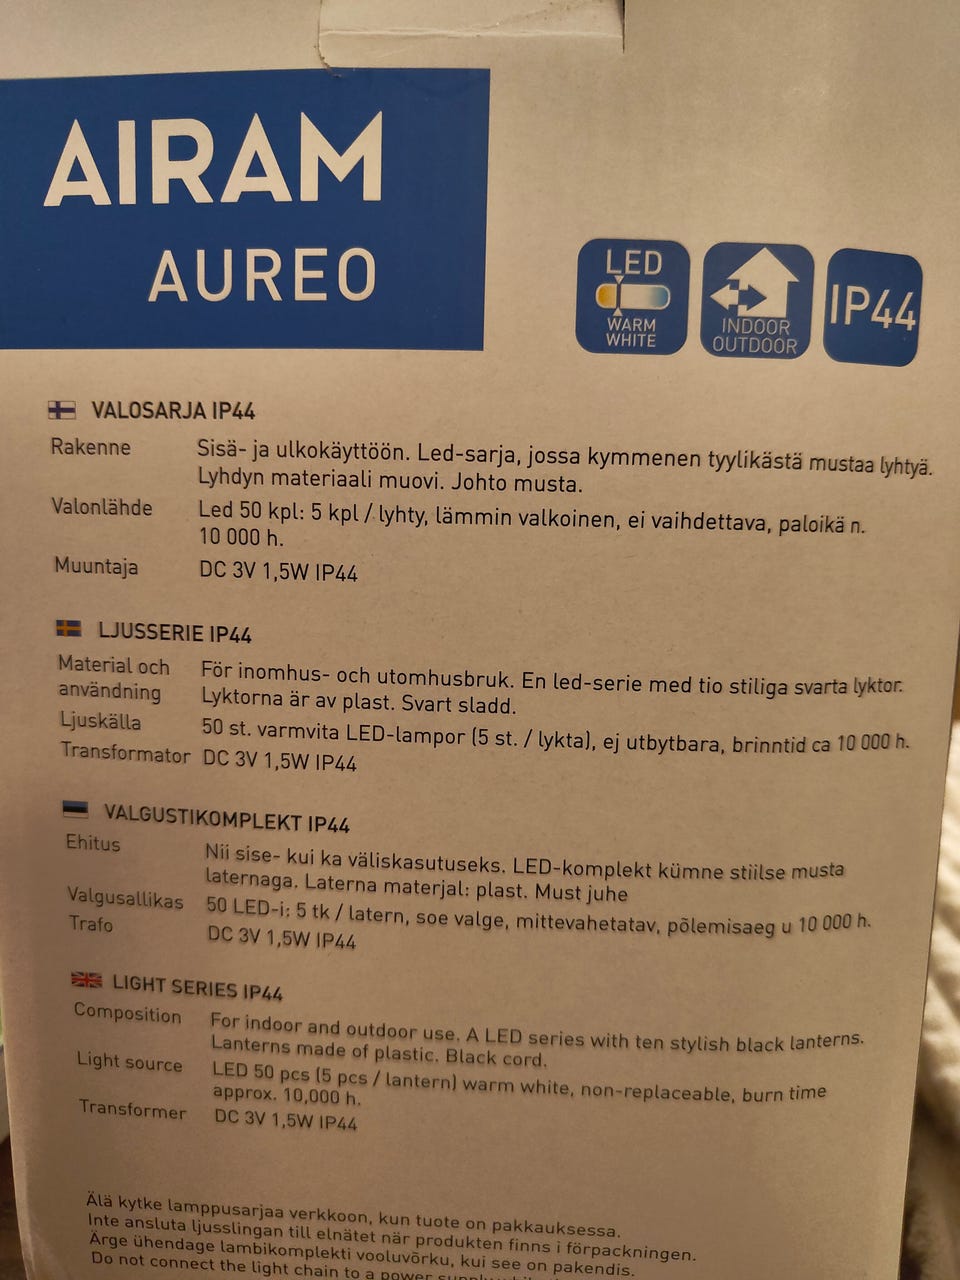 AIRAM
AUREO
LED
WARM
WHITE
INDOOR
OUTDOOR
IP44
VALOSARJA IP44
Rakenne Sisä- ja ulkokäyttöön. Led-sarja, jossa kymmenen tyylikästä mustaa lyhtyä.
Lyhdyn materiaali muovi. Johto musta.
Valonlähde Led 50 kpl: 5 kpl / lyhty, lämmin valkoinen, ei vaihdettava, paloikä n.
10 000 h.
Muuntaja DC 3V 1,5W IP44
LJUSSERIE IP44
Material och För inomhus- och utomhusbruk. En led-serie med tio stiliga svarta lyktor.
användning Lyktorna är av plast. Svart sladd.
Ljuskälla 50 st. varmvita LED-lampor (5 st. / lykta), ej utbytbara, brinntid ca 10 000 h.
Transformator DC 3V 1,5W IP44
VALGUSTIKOMPLEKT IP44
Ehitus Nii sise- kui ka väliskasutuseks. LED-komplekt kümne stiilse musta
laternaga. Laterna materjal: plast. Must juhe
Valgusallikas 50 LED-i: 5 tk / latern, soe valge, mittevahetatav, põlemisaeg u 10 000 h.
Trafo DC 3V 1,5W IP44
LIGHT SERIES IP44
Composition For indoor and outdoor use. A LED series with ten stylish black lanterns.
Lanterns made of plastic. Black cord.
Light source LED 50 pcs (5 pcs / lantern) warm white, non-replaceable, burn time
approx. 10,000 h.
Transformer DC 3V 1,5W IP44
Älä kytke lamppusarjaa verkkoon, kun tuote on pakkauksessa.
Inte ansluta ljusslingan till elnätet när produkten finns i förpackningen.
Ärge ühendage lambikomplekti vooluvõrku, kui see on pakendis.
Do not connect the light chain to a power